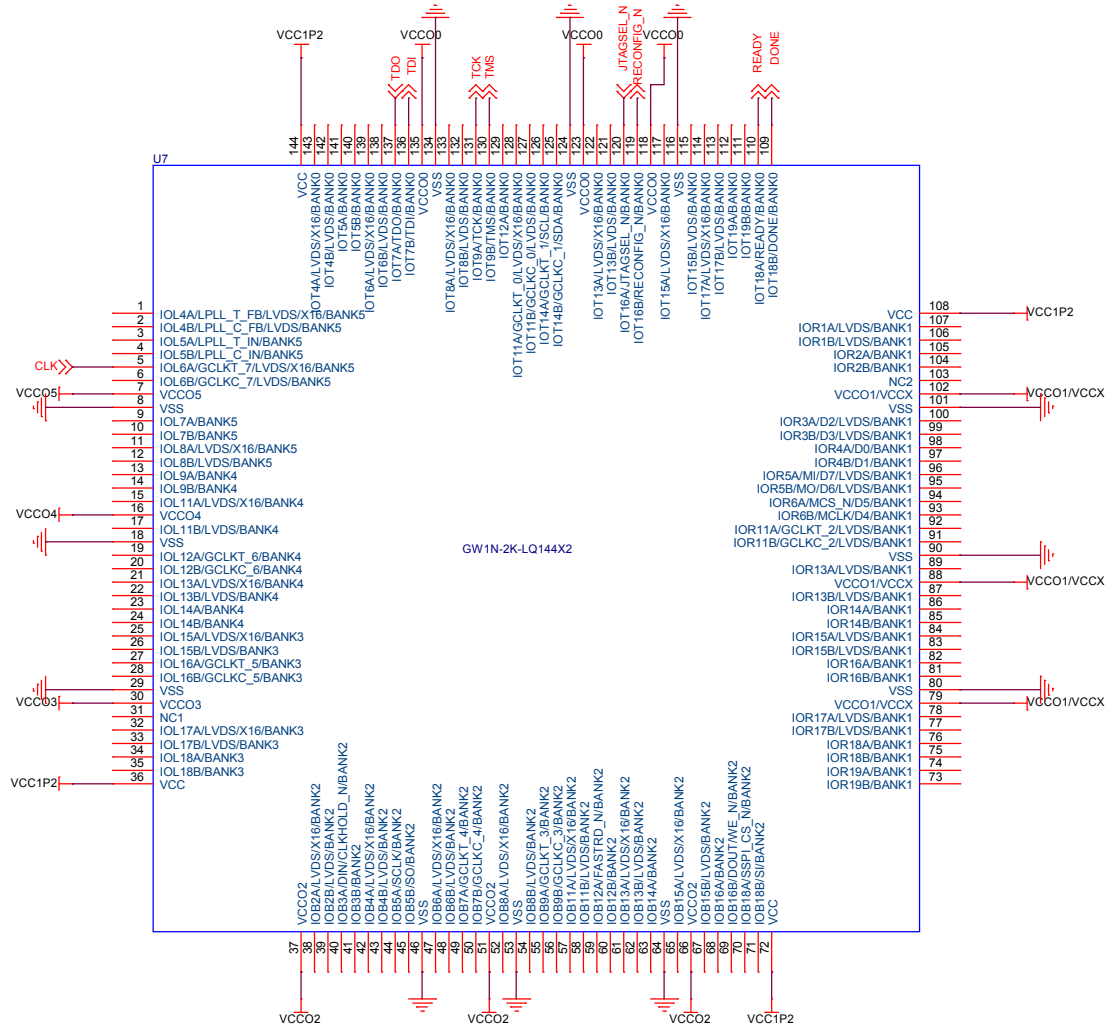 VCC1P2
VCCO0
VCCO0
VCCO0
TDO
TDI
TCK
TMS
JTAGSEL_N
RECONFIG_N
READY
DONE
144
143
142
141
140
139
138
137
136
135
134
133
132
131
130
129
128
127
126
125
124
123
122
121
120
119
118
117
116
115
114
113
112
111
110
109
U7
VCC
IOT4A/LVDS/X16/BANK0
IOT4B/LVDS/BANK0
IOT5A/BANK0
IOT5B/BANK0
IOT6A/LVDS/X16/BANK0
IOT6B/LVDS/BANK0
IOT7A/TDO/BANK0
IOT7B/TDI/BANK0
VCCO0
VSS
IOT8A/LVDS/X16/BANK0
IOT8B/LVDS/BANK0
IOT9A/TCK/BANK0
IOT9B/TMS/BANK0
IOT12A/BANK0
IOT11A/GCLKT_0/LVDS/X16/BANK0
IOT11B/GCLKC_0/LVDS/BANK0
IOT14A/GCLKT_1/SCL/BANK0
IOT14B/GCLKC_1/SDA/BANK0
VSS
VCCO0
IOT13A/LVDS/X16/BANK0
IOT13B/LVDS/BANK0
IOT16A/JTAGSEL_N/BANK0
IOT16B/RECONFIG_N/BANK0
VCCO0
IOT15A/LVDS/X16/BANK0
VSS
IOT15B/LVDS/BANK0
IOT17A/LVDS/X16/BANK0
IOT17B/LVDS/BANK0
IOT19A/BANK0
IOT19B/BANK0
IOT18A/READY/BANK0
IOT18B/DONE/BANK0
1 IOL4A/LPLL_T_FB/LVDS/X16/BANK5
2 IOL4B/LPLL_C_FB/LVDS/BANK5
3 IOL5A/LPLL_T_IN/BANK5
4 IOL5B/LPLL_C_IN/BANK5
CLK 5 IOL6A/GCLKT_7/LVDS/X16/BANK5
6 IOL6B/GCLKC_7/LVDS/BANK5
VCCO5 7 VCCO5
8 VSS
9 IOL7A/BANK5
10 IOL7B/BANK5
11 IOL8A/LVDS/X16/BANK5
12 IOL8B/LVDS/BANK5
13 IOL9A/BANK4
14 IOL9B/BANK4
15 IOL11A/LVDS/X16/BANK4
VCCO4 16 VCCO4
17 IOL11B/LVDS/BANK4
18 VSS
19 IOL12A/GCLKT_6/BANK4
20 IOL12B/GCLKC_6/BANK4
21 IOL13A/LVDS/X16/BANK4
22 IOL13B/LVDS/BANK4
23 IOL14A/BANK4
24 IOL14B/BANK4
25 IOL15A/LVDS/X16/BANK3
26 IOL15B/LVDS/BANK3
27 IOL16A/GCLKT_5/BANK3
28 IOL16B/GCLKC_5/BANK3
29 VSS
VCCO3 30 VCCO3
31 NC1
32 IOL17A/LVDS/X16/BANK3
33 IOL17B/LVDS/BANK3
34 IOL18A/BANK3
35 IOL18B/BANK3
VCC1P2 36 VCC
GW1N-2K-LQ144X2
VCC 108 VCC1P2
IOR1A/LVDS/BANK1 107
IOR1B/LVDS/BANK1 106
IOR2A/BANK1 105
IOR2B/BANK1 104
NC2 103
VCCO1/VCCX 102 VCCO1/VCCX
VSS 101
IOR3A/D2/LVDS/BANK1 100
IOR3B/D3/LVDS/BANK1 99
IOR4A/D0/BANK1 98
IOR4B/D1/BANK1 97
IOR5A/MI/D7/LVDS/BANK1 96
IOR5B/MO/D6/LVDS/BANK1 95
IOR6A/MCS_N/D5/BANK1 94
IOR6B/MCLK/D4/BANK1 93
IOR11A/GCLKT_2/LVDS/BANK1 92
IOR11B/GCLKC_2/LVDS/BANK1 91
VSS 90
IOR13A/LVDS/BANK1 89
VCCO1/VCCX 88 VCCO1/VCCX
IOR13B/LVDS/BANK1 87
IOR14A/BANK1 86
IOR14B/BANK1 85
IOR15A/LVDS/BANK1 84
IOR15B/LVDS/BANK1 83
IOR16A/BANK1 82
IOR16B/BANK1 81
VSS 80
VCCO1/VCCX 79 VCCO1/VCCX
IOR17A/LVDS/BANK1 78
IOR17B/LVDS/BANK1 77
IOR18A/BANK1 76
IOR18B/BANK1 75
IOR19A/BANK1 74
IOR19B/BANK1 73
VCCO2
IOB2A/LVDS/X16/BANK2
IOB2B/LVDS/BANK2
IOB3A/DIN/CLKHOLD_N/BANK2
IOB3B/BANK2
IOB4A/LVDS/X16/BANK2
IOB4B/LVDS/BANK2
IOB5A/SCLK/BANK2
IOB5B/SO/BANK2
VSS
IOB6A/LVDS/X16/BANK2
IOB6B/LVDS/BANK2
IOB7A/GCLKT_4/BANK2
IOB7B/GCLKC_4/BANK2
VCCO2
IOB8A/LVDS/X16/BANK2
VSS
IOB8B/LVDS/BANK2
IOB9A/GCLKT_3/BANK2
IOB9B/GCLKC_3/BANK2
IOB11A/LVDS/X16/BANK2
IOB11B/LVDS/BANK2
IOB12A/FASTRD_N/BANK2
IOB12B/BANK2
IOB13A/LVDS/X16/BANK2
IOB13B/LVDS/BANK2
IOB14A/BANK2
VSS
IOB15A/LVDS/X16/BANK2
VCCO2
IOB15B/LVDS/BANK2
IOB16A/BANK2
IOB16B/DOUT/WE_N/BANK2
IOB18A/SSPI_CS_N/BANK2
IOB18B/SI/BANK2
VCC
37
38
39
40
41
42
43
44
45
46
47
48
49
50
51
52
53
54
55
56
57
58
59
60
61
62
63
64
65
66
67
68
69
70
71
72
VCCO2
VCCO2
VCCO2
VCC1P2